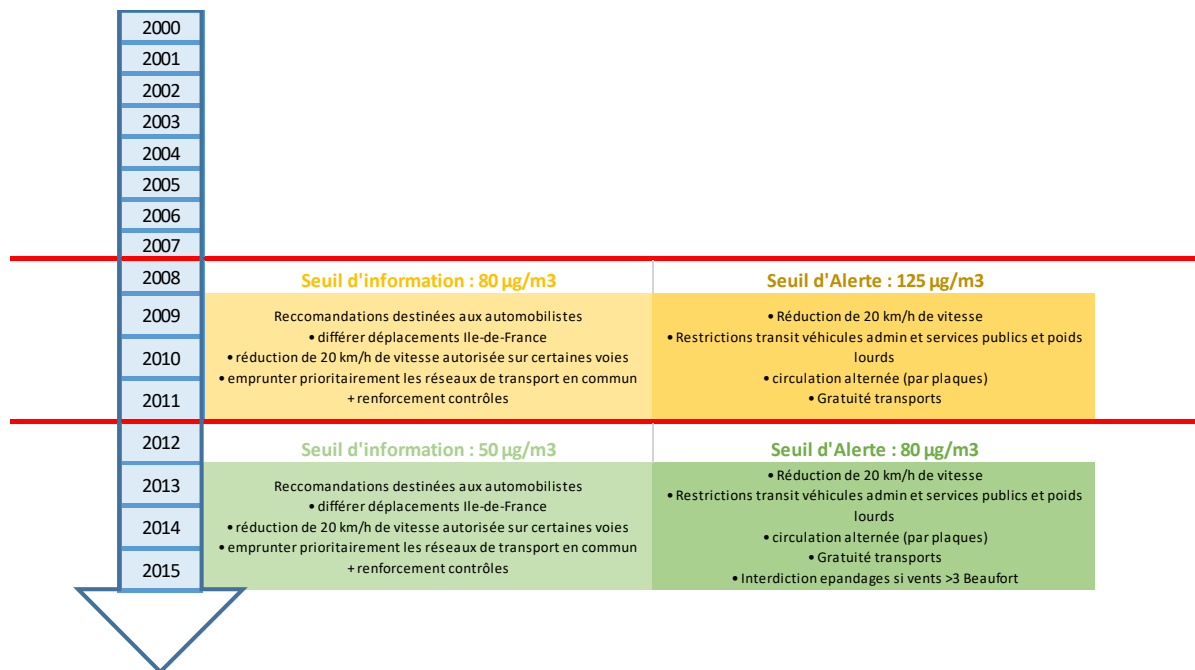 2000
2001
2002
2003
2004
2005
2006
2007
2008
2009
2010
2011
2012
2013
2014
2015
Seuil d'information : 80 µg/m3
Reccomandations destinées aux automobilistes
• différer déplacements Ile-de-France
• réduction de 20 km/h de vitesse autorisée sur certaines voies
• emprunter prioritairement les réseaux de transport en commun
+ renforcement contrôles
Seuil d'Alerte : 125 µg/m3
• Réduction de 20 km/h de vitesse
• Restrictions transit véhicules admin et services publics et poids
lourds
• circulation alternée (par plaques)
• Gratuité transports
Seuil d'information : 50 µg/m3
Reccomandations destinées aux automobilistes
• différer déplacements Ile-de-France
• réduction de 20 km/h de vitesse autorisée sur certaines voies
• emprunter prioritairement les réseaux de transport en commun
+ renforcement contrôles
Seuil d'Alerte : 80 µg/m3
• Réduction de 20 km/h de vitesse
• Restrictions transit véhicules admin et services publics et poids
lourds
• circulation alternée (par plaques)
• Gratuité transports
• Interdiction epandages si vents >3 Beaufort